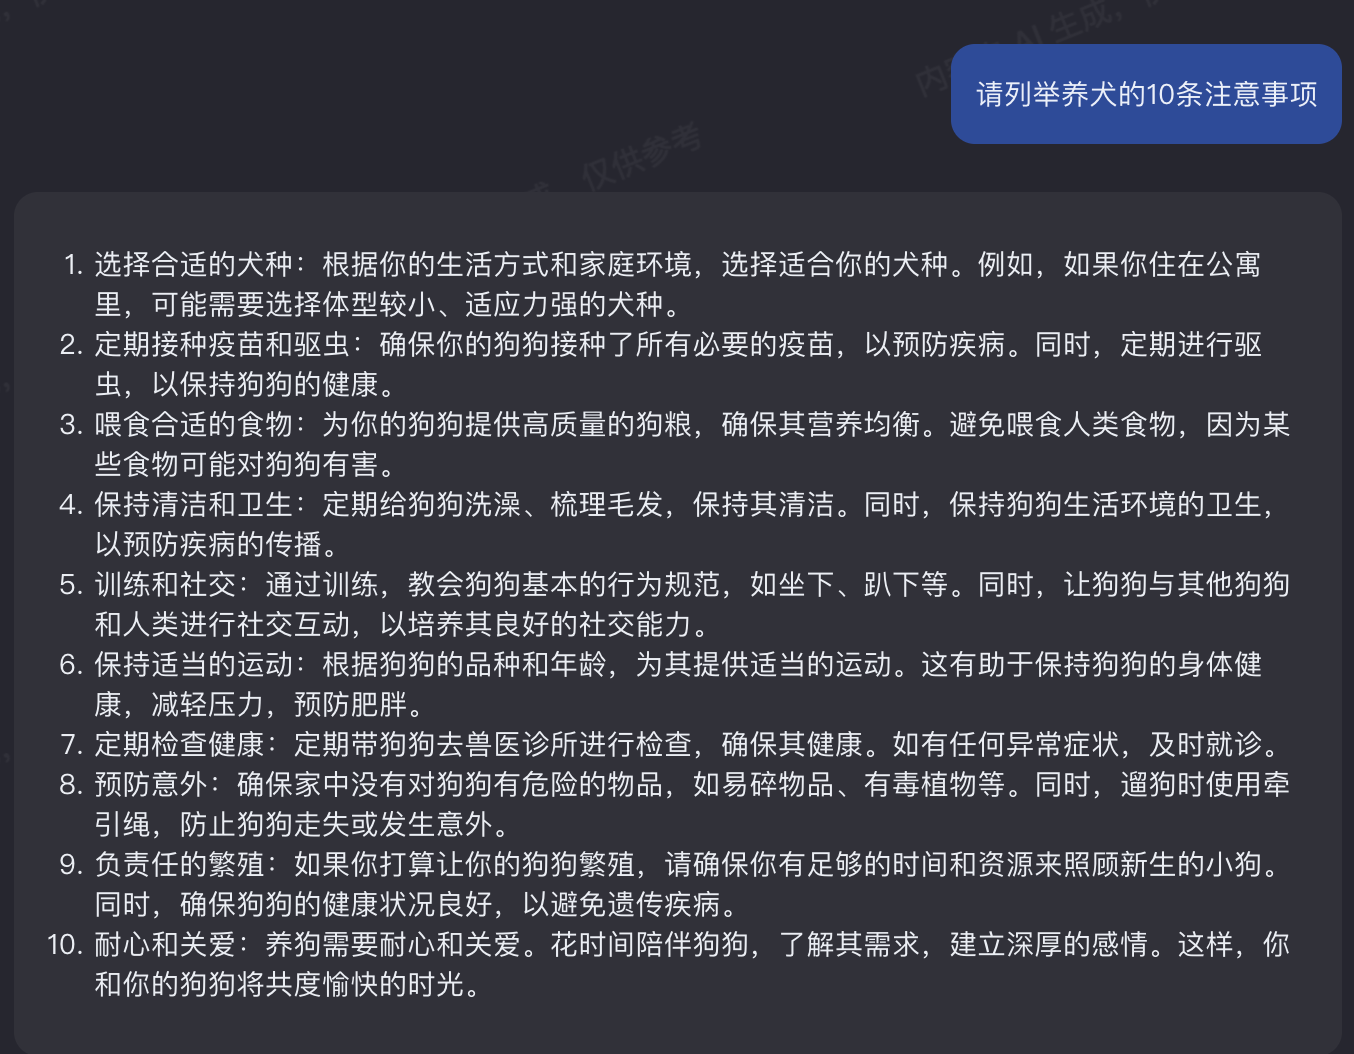 内容由 AI 生成，仅供参考
请列举养犬的10条注意事项
仅供参考
1. 选择合适的犬种：根据你的生活方式和家庭环境，选择适合你的犬种。例如，如果你住在公寓
里，可能需要选择体型较小、适应力强的犬种。
2. 定期接种疫苗和驱虫：确保你的狗狗接种了所有必要的疫苗，以预防疾病。同时，定期进行驱
虫，以保持狗狗的健康。
3. 喂食合适的食物：为你的狗狗提供高质量的狗粮，确保其营养均衡。避免喂食人类食物，因为某
些食物可能对狗狗有害。
4. 保持清洁和卫生：定期给狗狗洗澡、梳理毛发，保持其清洁。同时，保持狗狗生活环境的卫生，
以预防疾病的传播。
5. 训练和社交：通过训练，教会狗狗基本的行为规范，如坐下、趴下等。同时，让狗狗与其他狗狗
和人类进行社交互动，以培养其良好的社交能力。
6. 保持适当的运动：根据狗狗的品种和年龄，为其提供适当的运动。这有助于保持狗狗的身体健
康，减轻压力，预防肥胖。
7. 定期检查健康：定期带狗狗去兽医诊所进行检查，确保其健康。如有任何异常症状，及时就诊。
8. 预防意外：确保家中没有对狗狗有危险的物品，如易碎物品、有毒植物等。同时，遛狗时使用牵
引绳，防止狗狗走失或发生意外。
9. 负责任的繁殖：如果你打算让你的狗狗繁殖，请确保你有足够的时间和资源来照顾新生的小狗。
同时，确保狗狗的健康状况良好，以避免遗传疾病。
10. 耐心和关爱：养狗需要耐心和关爱。花时间陪伴狗狗，了解其需求，建立深厚的感情。这样，你
和你的狗狗将共度愉快的时光。